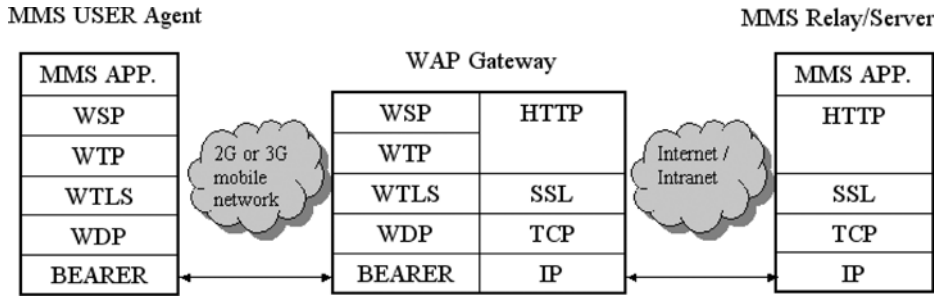 MMS USER Agent
MMS Relay/Server
WAP Gateway
MMS APP.
WSP
WTP
WTLS
WDP
BEARER
2G or 3G
mobile
network
WSP
HTTP
WTP
WTLS
SSL
WDP
TCP
BEARER
IP
Internet /
Intranet
MMS APP.
HTTP
SSL
TCP
IP